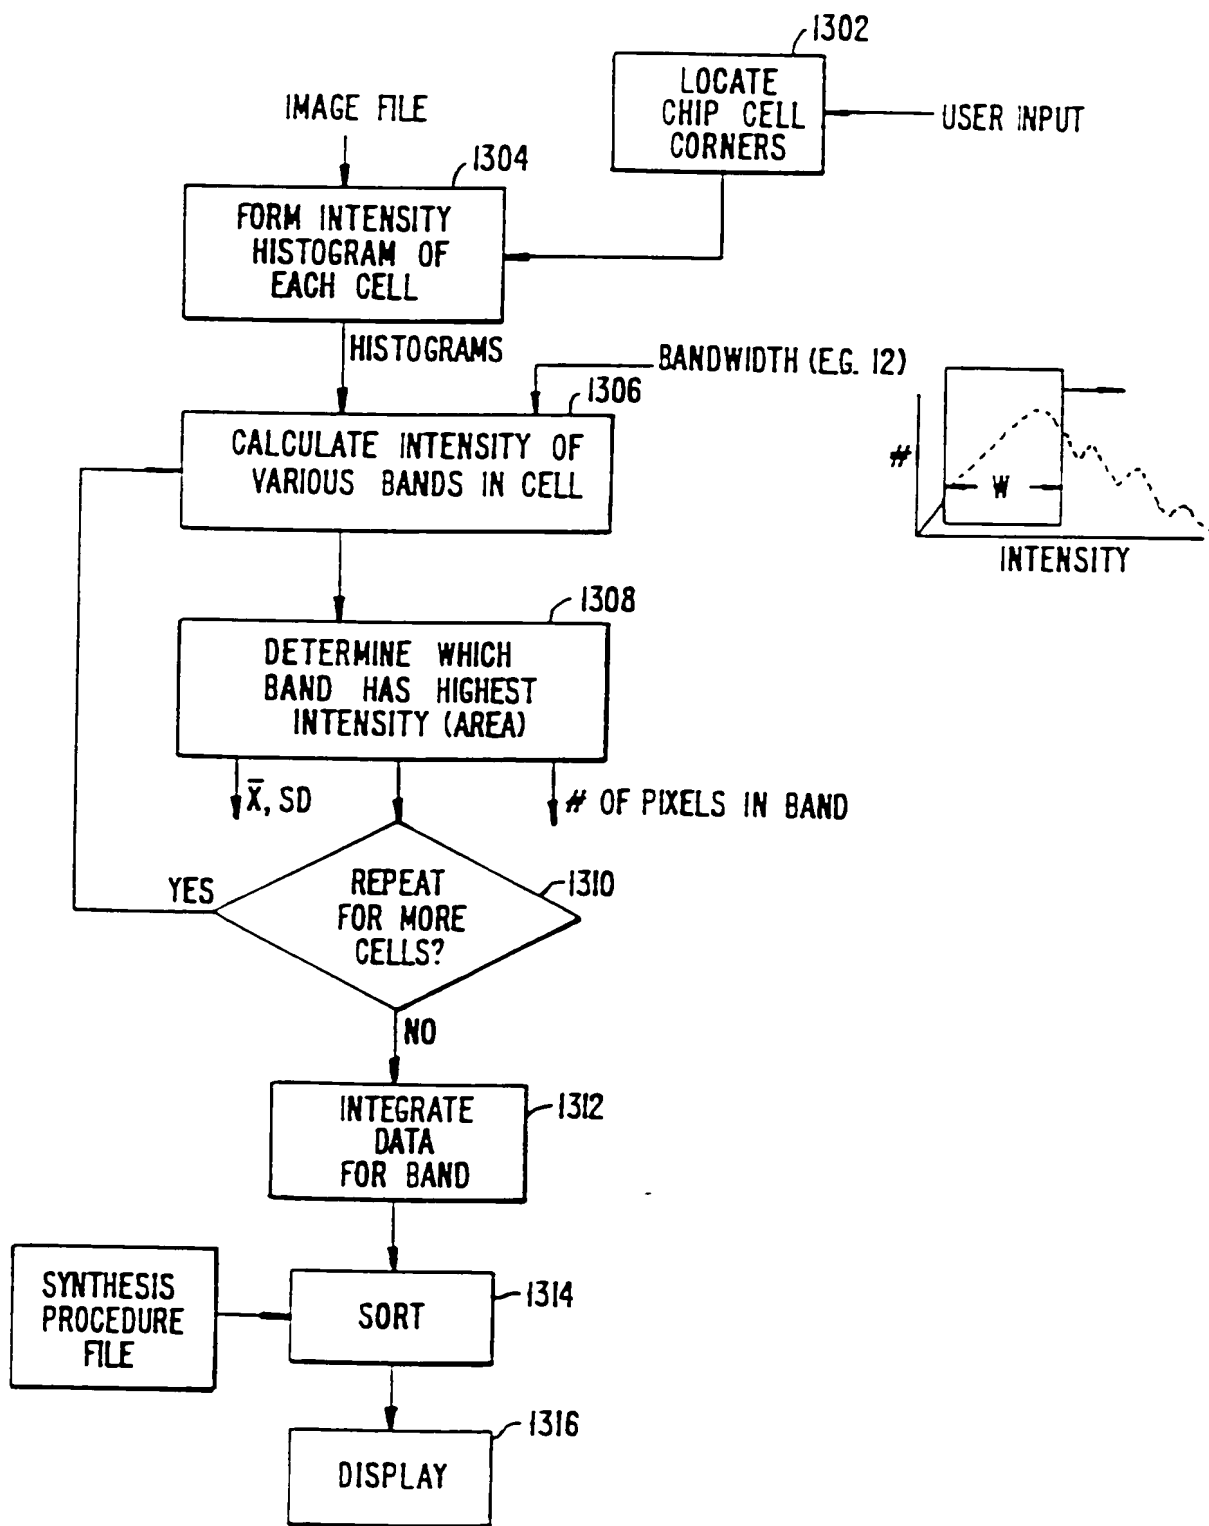 1302
LOCATE
CHIP CELL
CORNERS
USER INPUT
IMAGE FILE
1304
FORM INTENSITY
HISTOGRAM OF
EACH CELL
HISTOGRAMS
BANDWIDTH (E.G. 12)
1306
CALCULATE INTENSITY OF
VARIOUS BANDS IN CELL
#
W
INTENSITY
1308
DETERMINE WHICH
BAND HAS HIGHEST
INTENSITY (AREA)
X̄, SD
# OF PIXELS IN BAND
1310
REPEAT
FOR MORE
CELLS?
YES
NO
1312
INTEGRATE
DATA
FOR BAND
SYNTHESIS
PROCEDURE
FILE
1314
SORT
1316
DISPLAY